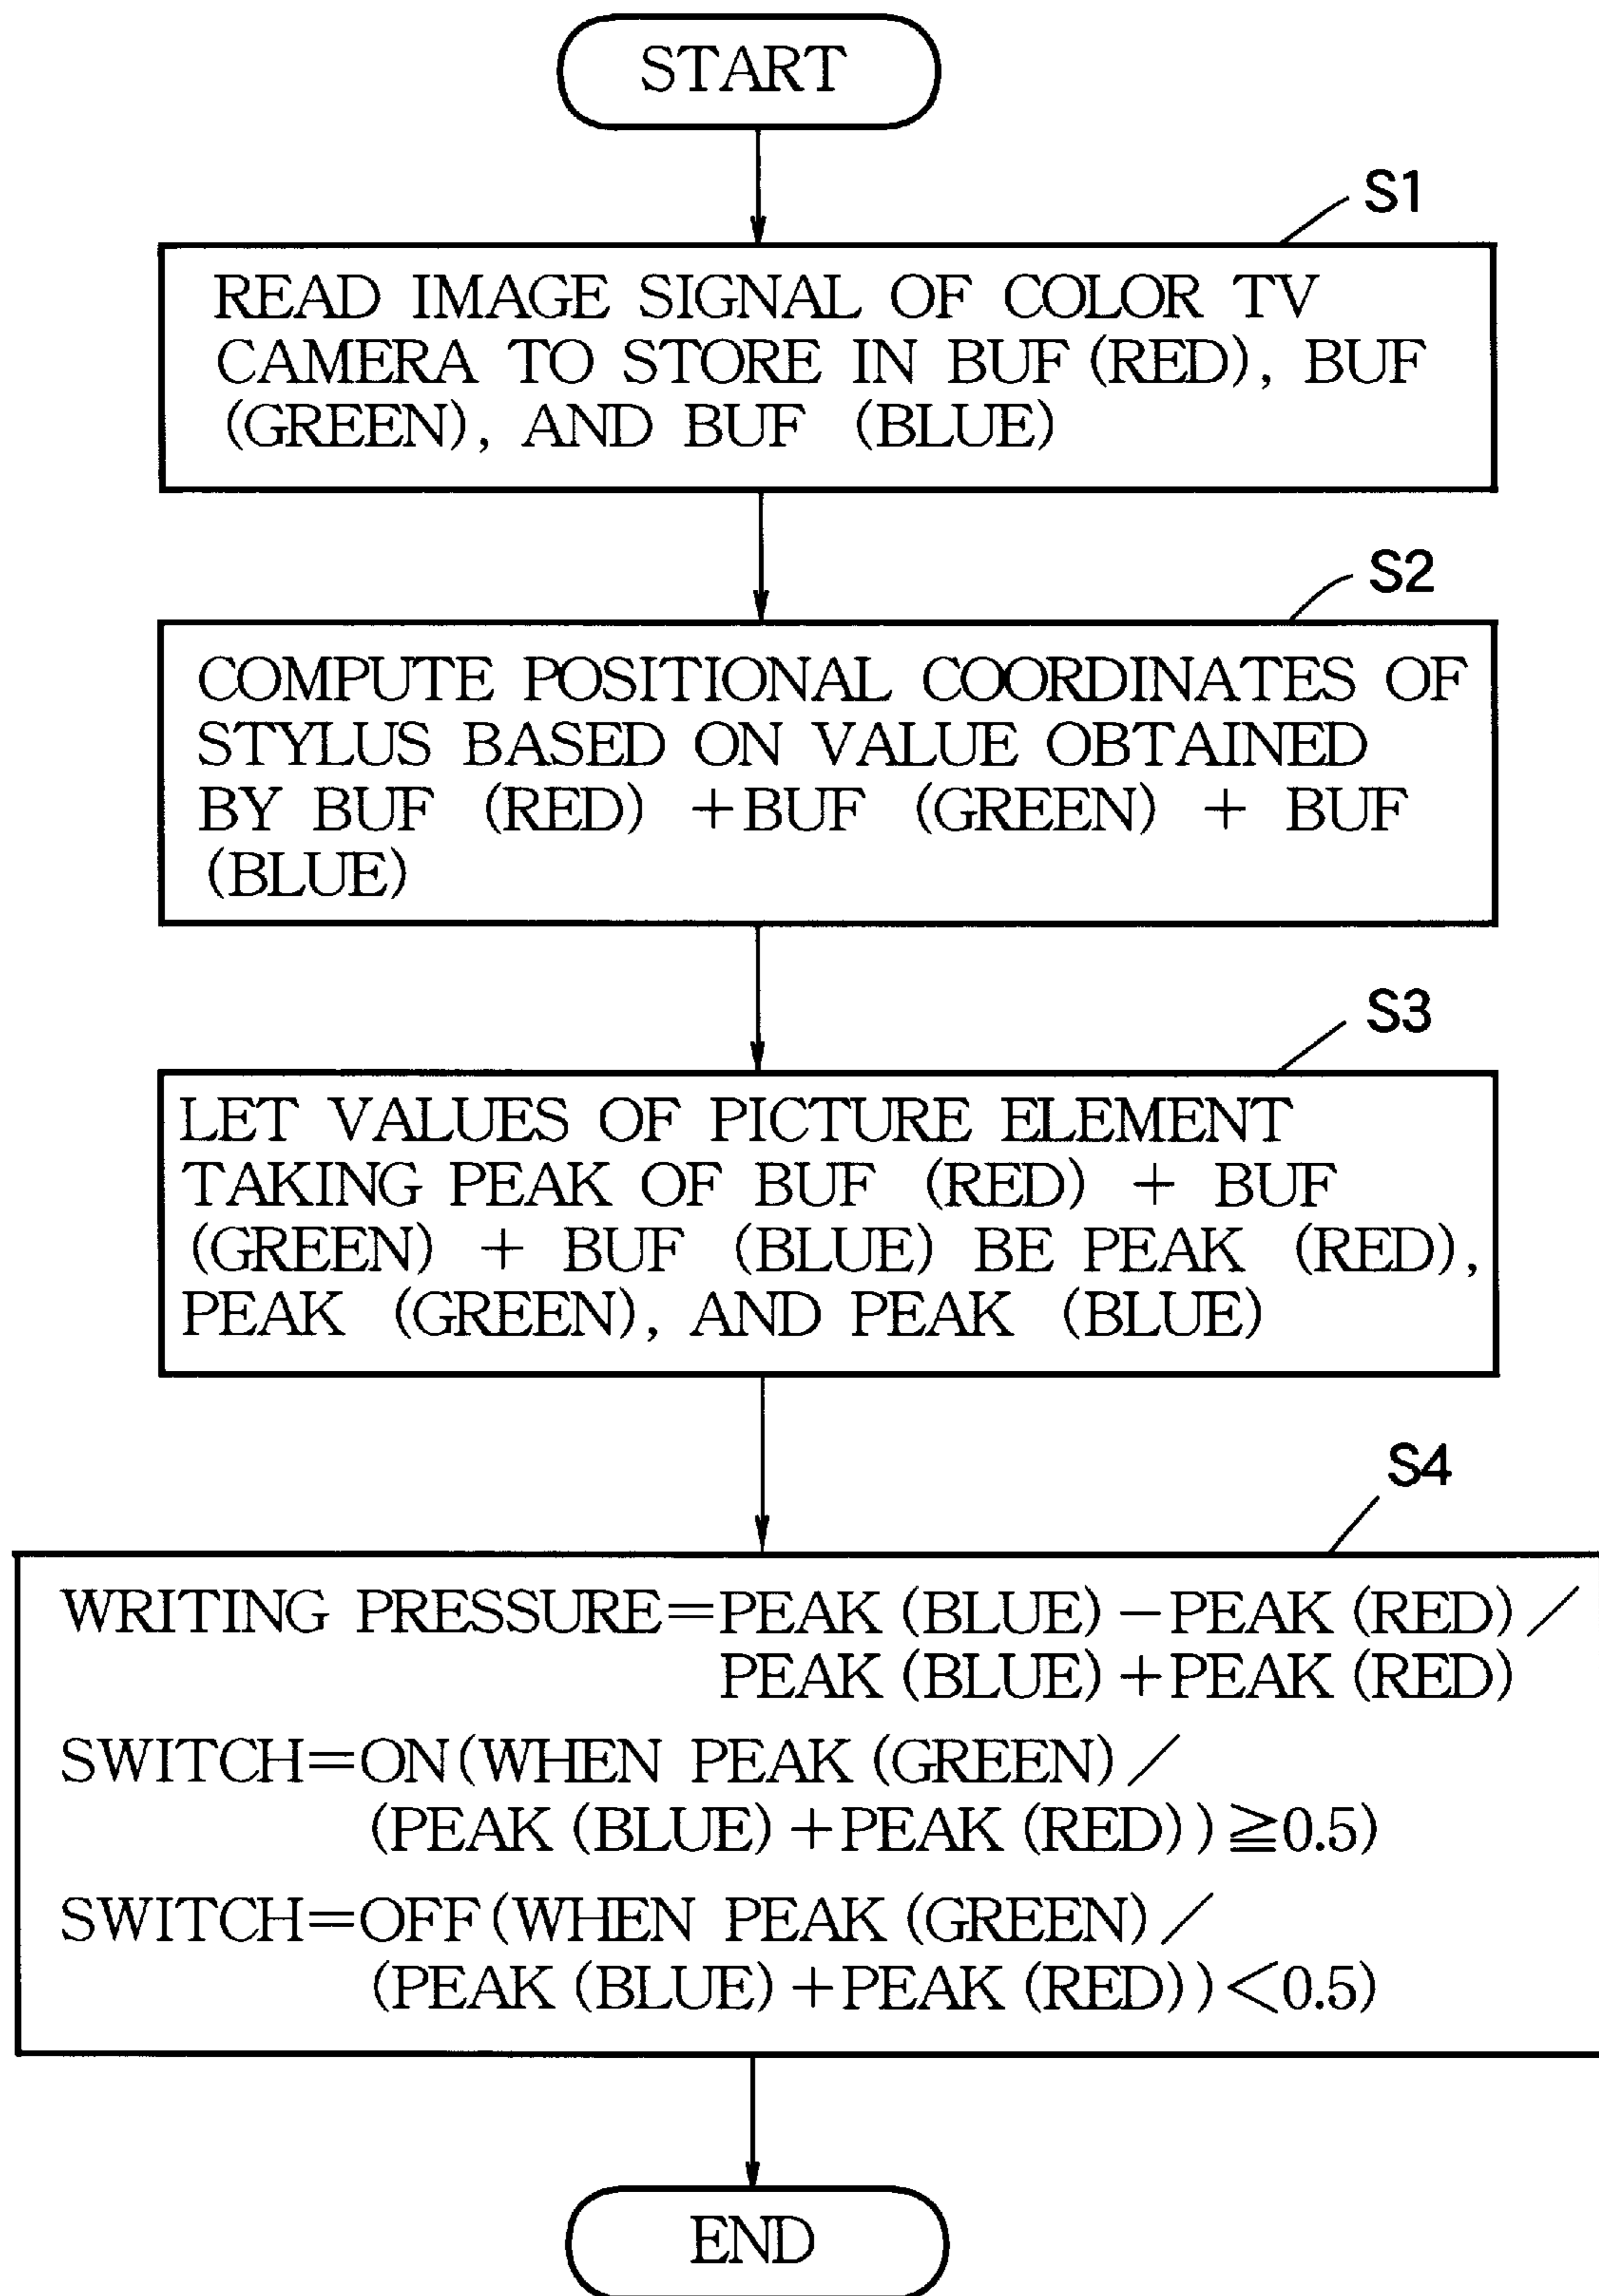 START
S1
READ IMAGE SIGNAL OF COLOR TV
CAMERA TO STORE IN BUF (RED), BUF
(GREEN), AND BUF (BLUE)
S2
COMPUTE POSITIONAL COORDINATES OF
STYLUS BASED ON VALUE OBTAINED
BY BUF (RED) +BUF (GREEN) + BUF
(BLUE)
S3
LET VALUES OF PICTURE ELEMENT
TAKING PEAK OF BUF (RED) + BUF
(GREEN) + BUF (BLUE) BE PEAK (RED),
PEAK (GREEN), AND PEAK (BLUE)
S4
WRITING PRESSURE=PEAK (BLUE)−PEAK (RED)/
PEAK (BLUE)+PEAK (RED)
SWITCH=ON(WHEN PEAK (GREEN)/
(PEAK (BLUE)+PEAK (RED))≧0.5)
SWITCH=OFF(WHEN PEAK (GREEN)/
(PEAK (BLUE)+PEAK (RED))<0.5)
END